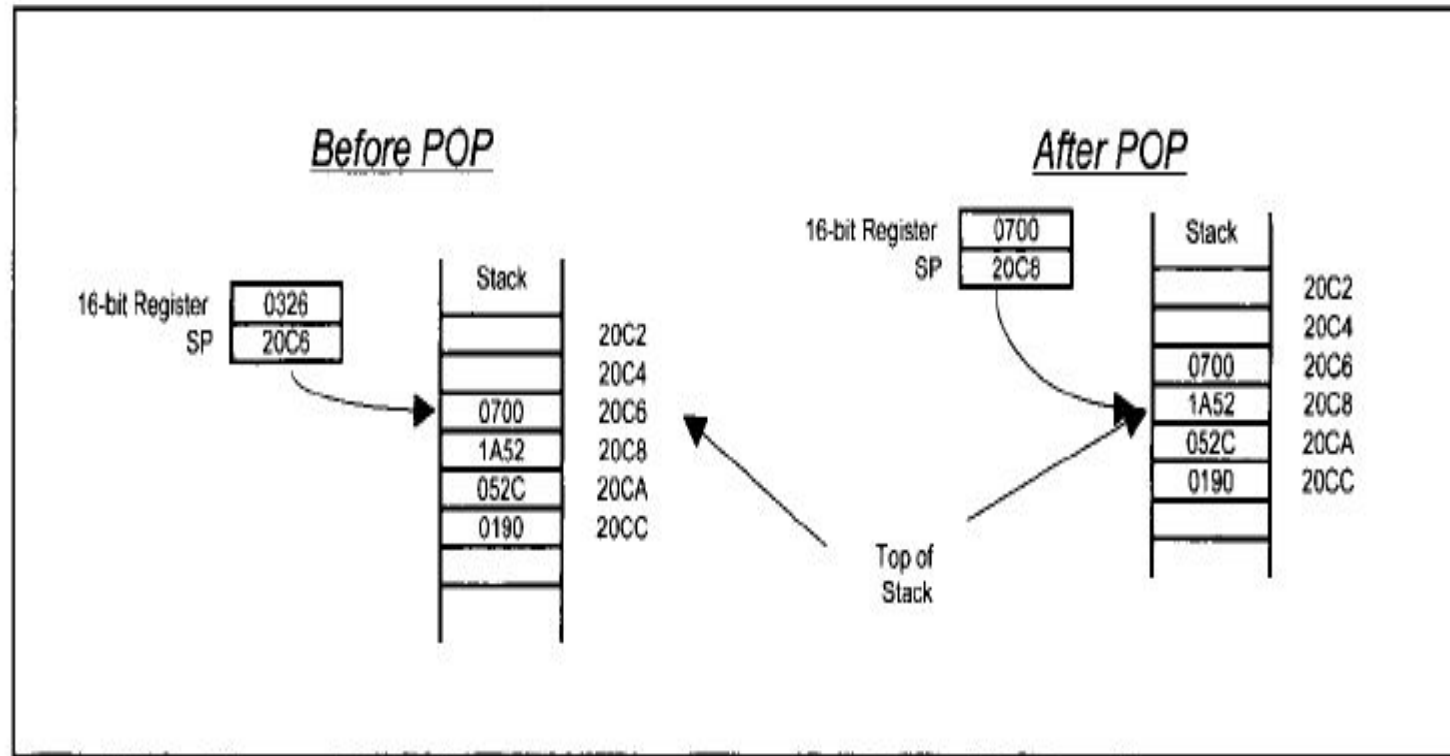 Before POP
16-bit Register 0326
SP 20C6
Stack
20C2
20C4
0700 20C6
1A52 20C8
052C 20CA
0190 20CC
After POP
16-bit Register 0700
SP 20C8
Stack
20C2
20C4
0700 20C6
1A52 20C8
052C 20CA
0190 20CC
Top of
Stack